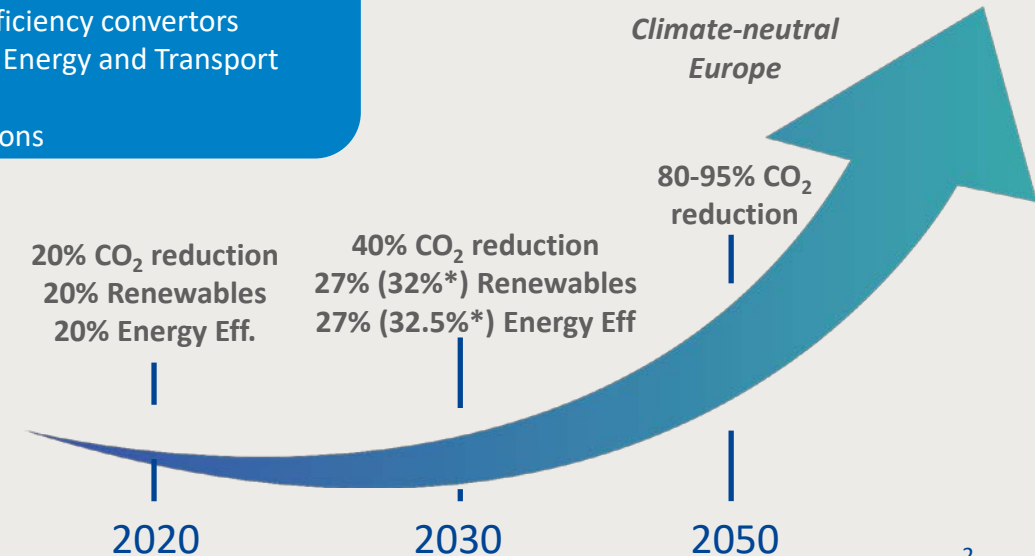 ficiency convertors
Energy and Transport
ons
Climate-neutral
Europe
80-95% CO₂
reduction
20% CO₂ reduction
20% Renewables
20% Energy Eff.
40% CO₂ reduction
27% (32%*) Renewables
27% (32.5%*) Energy Eff
2020
2030
2050
2